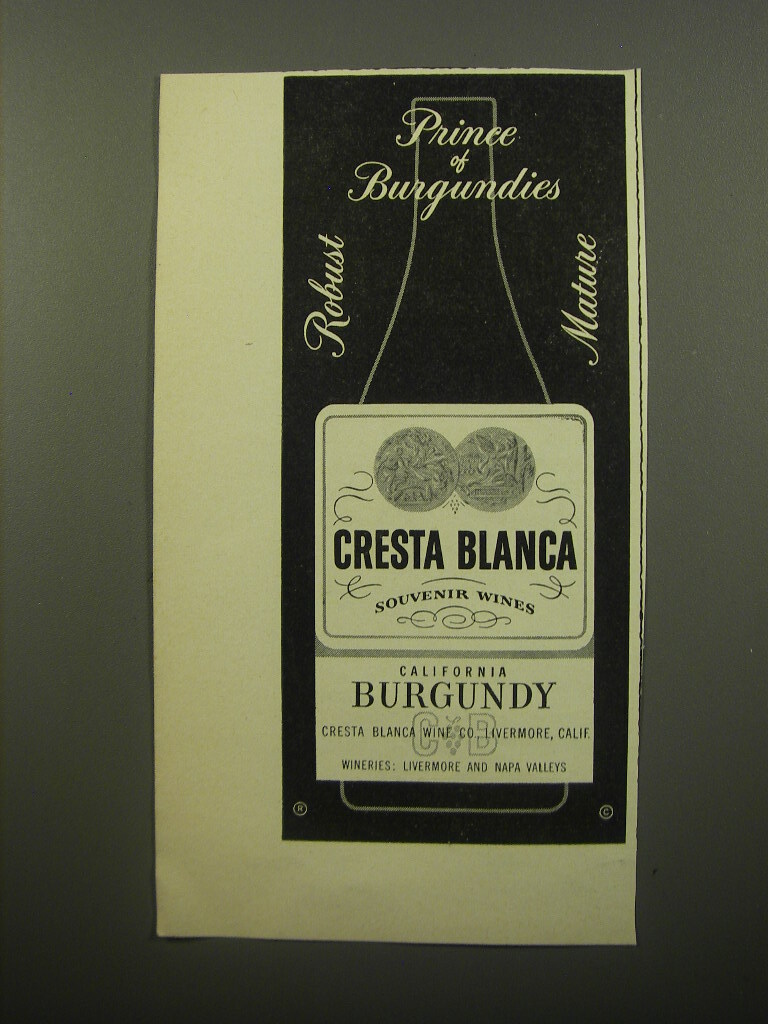 Prince
of
Burgundies
Robust
Mature
CRESTA BLANCA
SOUVENIR WINES
CALIFORNIA
BURGUNDY
CB
CRESTA BLANCA WINE CO. LIVERMORE, CALIF.
WINERIES: LIVERMORE AND NAPA VALLEYS
® ©